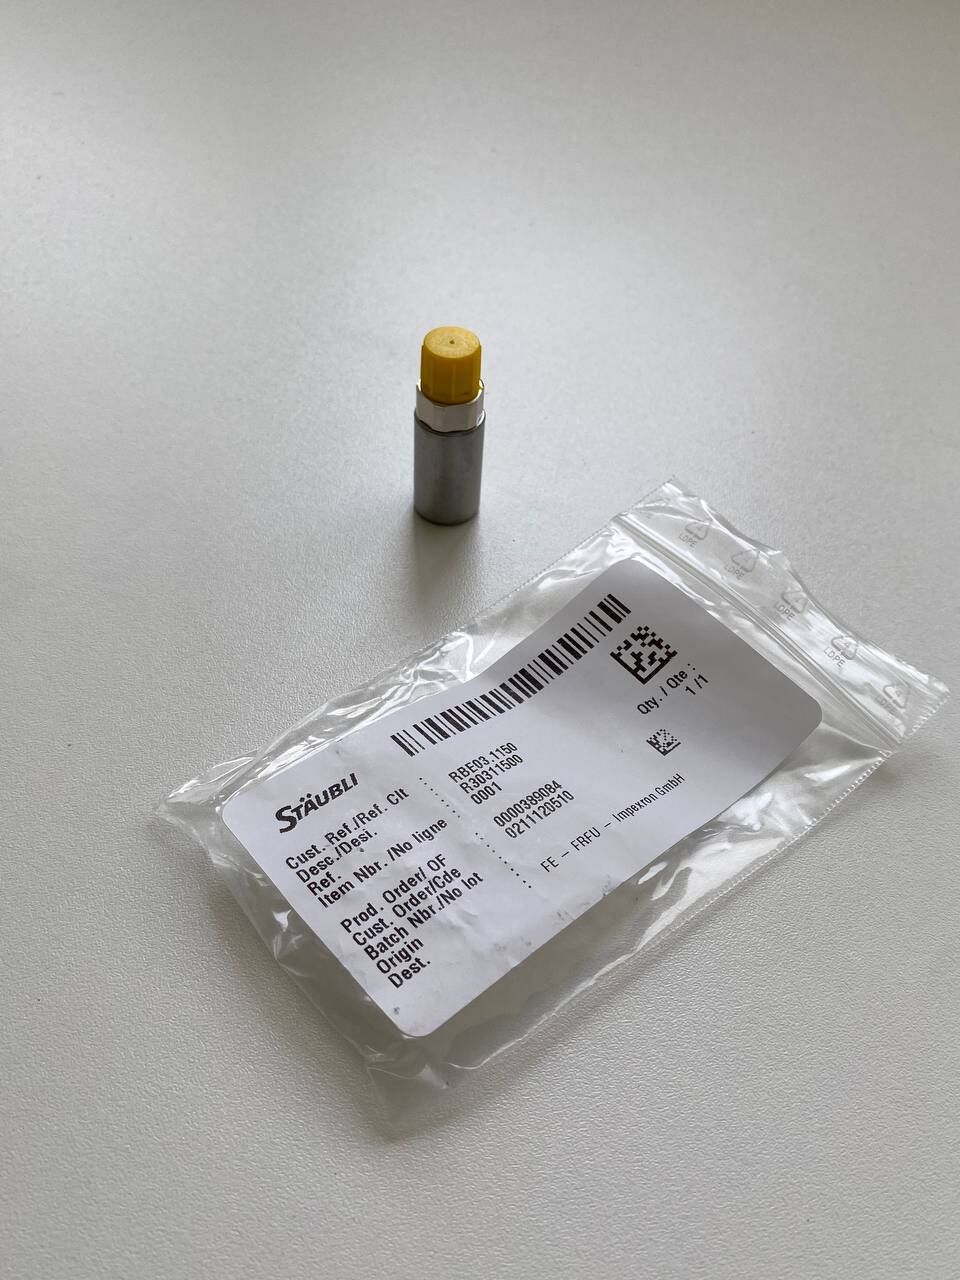 STÄUBLI
Qty. / Qte :
1 /1
Cust. Ref./Ref. Clt :
Desc./Desi. : RBE03.1150
Ref. : R30311500
Item Nbr. /No ligne : 0001
Prod. Order/ OF :
Cust. Order/Cde : 0000389084
Batch Nbr./No lot : 0211120510
Origin :
Dest. : FE – FRFU – Impexron GmbH
LDPE
LDPE
LDPE
LDPE